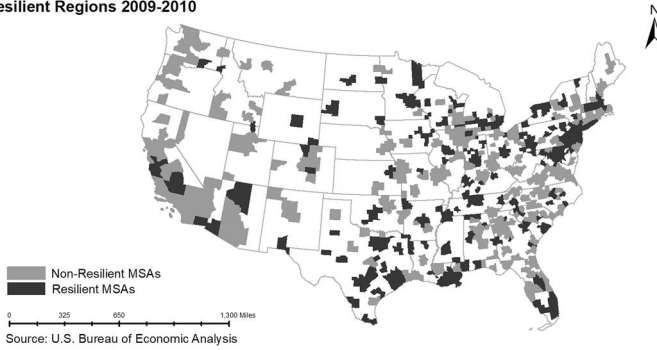 esilient Regions 2009-2010
N
Non-Resilient MSAs
Resilient MSAs
0 325 650 1,300 Miles
Source: U.S. Bureau of Economic Analysis